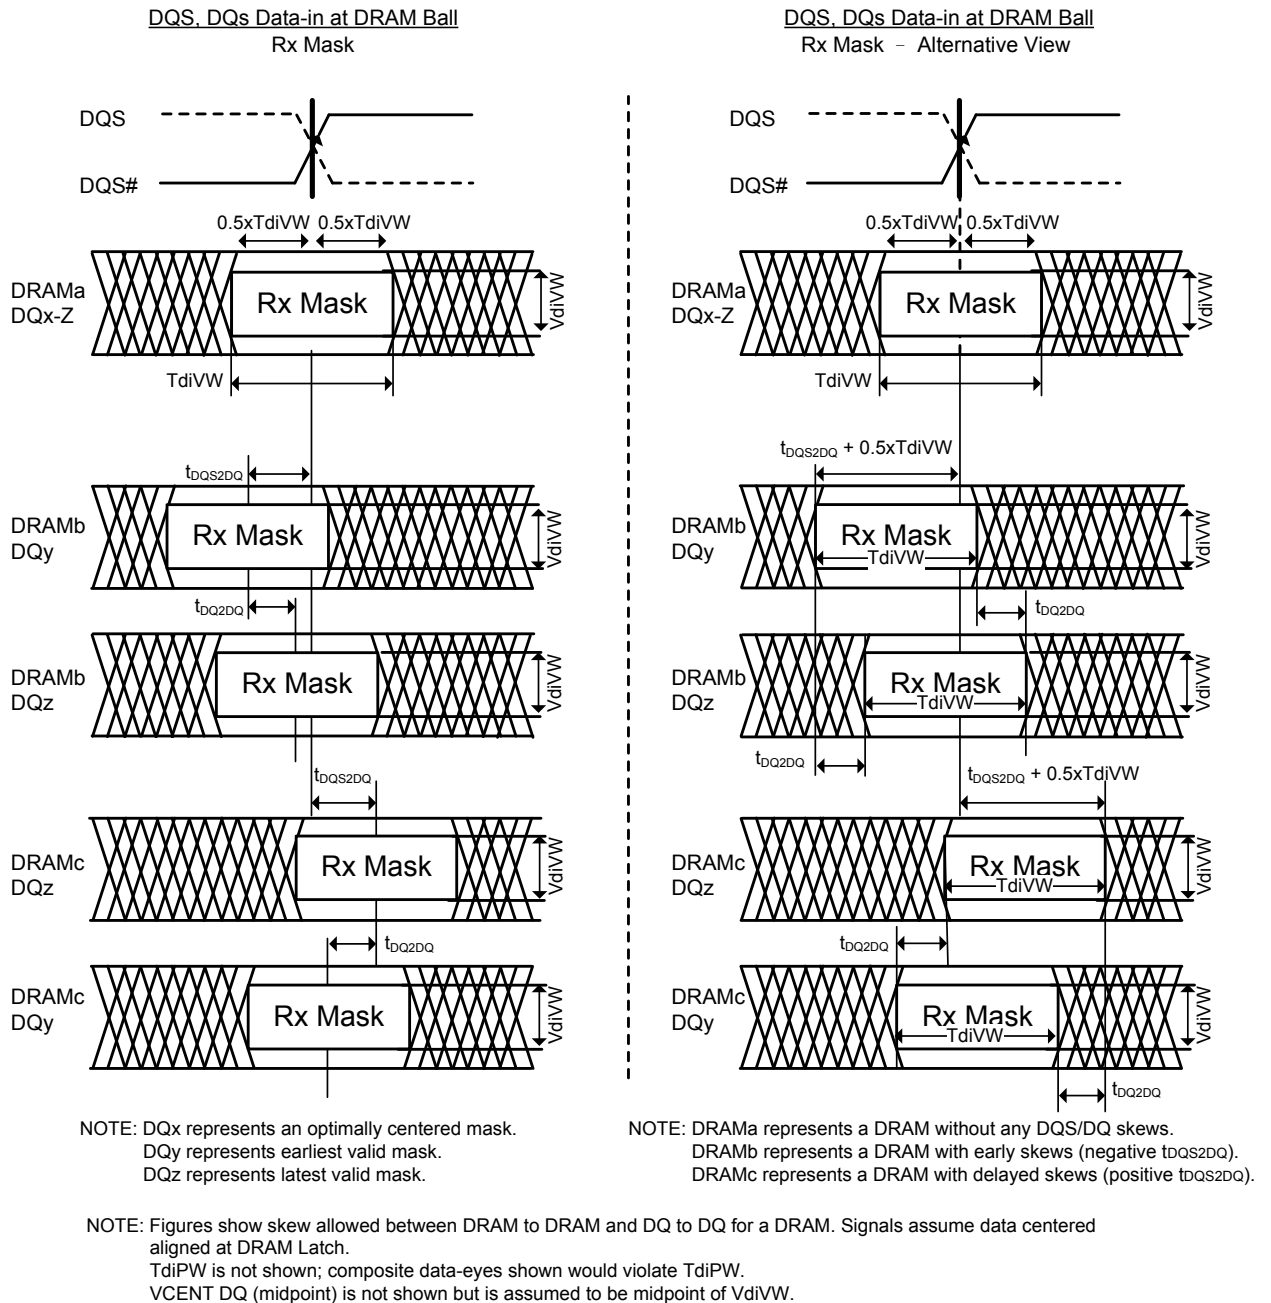 DQS, DQs Data-in at DRAM Ball
Rx Mask
DQS
DQS#
0.5xTdiVW 0.5xTdiVW
DRAMa
DQx-Z
Rx Mask
VdiVW
TdiVW
tDQS2DQ
DRAMb
DQy
Rx Mask
VdiVW
tDQ2DQ
DRAMb
DQz
Rx Mask
VdiVW
tDQS2DQ
DRAMc
DQz
Rx Mask
VdiVW
tDQ2DQ
DRAMc
DQy
Rx Mask
VdiVW
NOTE: DQx represents an optimally centered mask.
DQy represents earliest valid mask.
DQz represents latest valid mask.
DQS, DQs Data-in at DRAM Ball
Rx Mask – Alternative View
DQS
DQS#
0.5xTdiVW 0.5xTdiVW
DRAMa
DQx-Z
Rx Mask
VdiVW
TdiVW
tDQS2DQ + 0.5xTdiVW
DRAMb
DQy
Rx Mask
TdiVW
VdiVW
tDQ2DQ
DRAMb
DQz
Rx Mask
TdiVW
VdiVW
tDQ2DQ
tDQS2DQ + 0.5xTdiVW
DRAMc
DQz
Rx Mask
TdiVW
VdiVW
tDQ2DQ
DRAMc
DQy
Rx Mask
TdiVW
VdiVW
tDQ2DQ
NOTE: DRAMa represents a DRAM without any DQS/DQ skews.
DRAMb represents a DRAM with early skews (negative tDQS2DQ).
DRAMc represents a DRAM with delayed skews (positive tDQS2DQ).
NOTE: Figures show skew allowed between DRAM to DRAM and DQ to DQ for a DRAM. Signals assume data centered
aligned at DRAM Latch.
TdiPW is not shown; composite data-eyes shown would violate TdiPW.
VCENT DQ (midpoint) is not shown but is assumed to be midpoint of VdiVW.